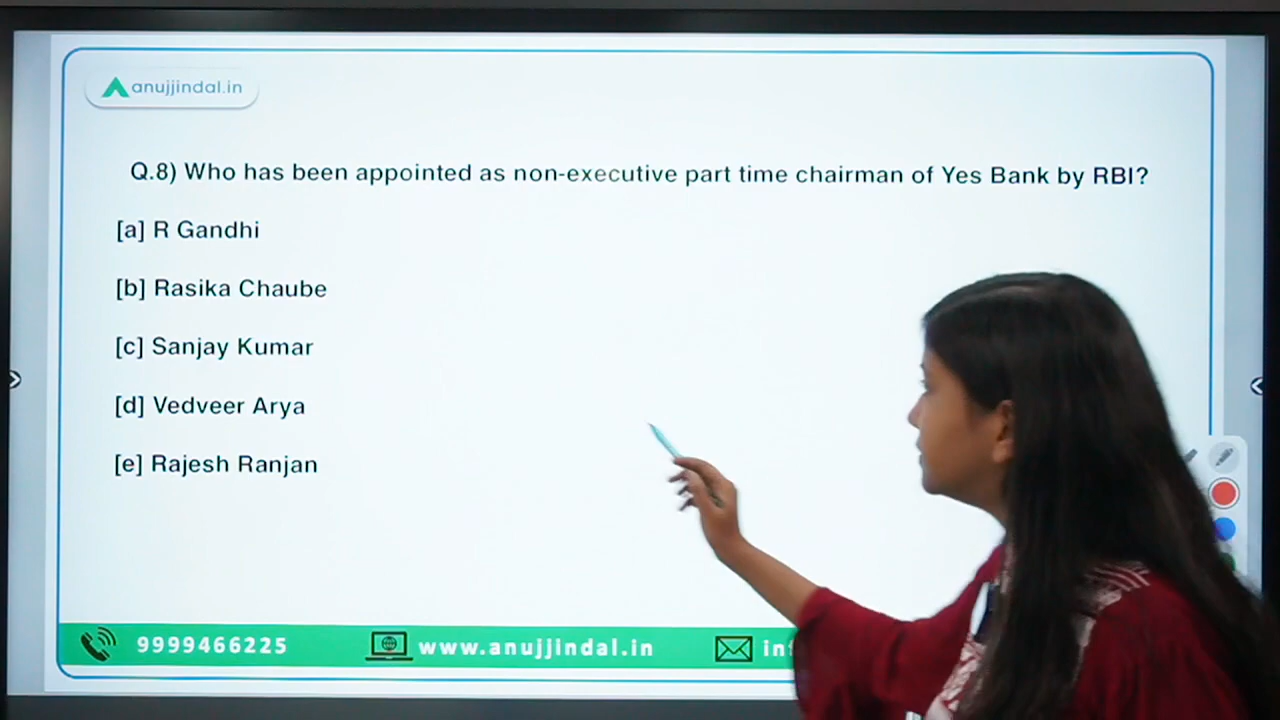 anujjindal.in
Q.8) Who has been appointed as non-executive part time chairman of Yes Bank by RBI?
[a] R Gandhi
[b] Rasika Chaube
[c] Sanjay Kumar
[d] Vedveer Arya
[e] Rajesh Ranjan
9999466225 www.anujjindal.in